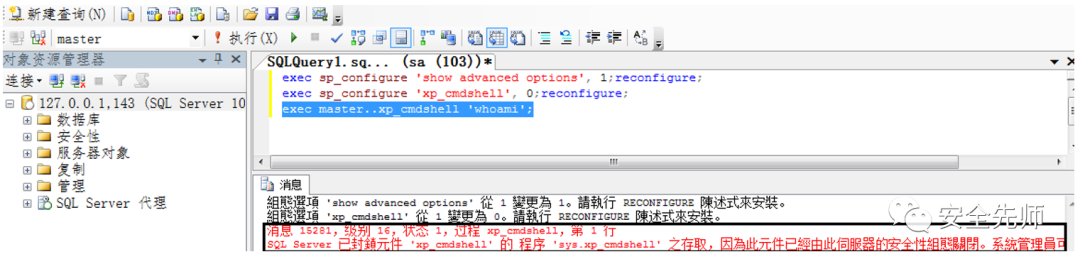 新建查询(N)
master
执行(X)
对象资源管理器
连接
127.0.0.1,143 (SQL Server 10
数据库
安全性
服务器对象
复制
管理
SQL Server 代理
SQLQuery1.sq... (sa (103))*
exec sp_configure 'show advanced options', 1;reconfigure;
exec sp_configure 'xp_cmdshell', 0;reconfigure;
exec master..xp_cmdshell 'whoami';
消息
組態選項 'show advanced options' 從 1 變更為 1。請執行 RECONFIGURE 陳述式來安裝。
組態選項 'xp_cmdshell' 從 1 變更為 0。請執行 RECONFIGURE 陳述式來安裝。
消息 15281，级别 16，状态 1，过程 xp_cmdshell，第 1 行
SQL Server 已封鎖元件 'xp_cmdshell' 的 程序 'sys.xp_cmdshell' 之存取，因為此元件已經由此伺服器的安全性組態關閉。系統管理員可
安全先师